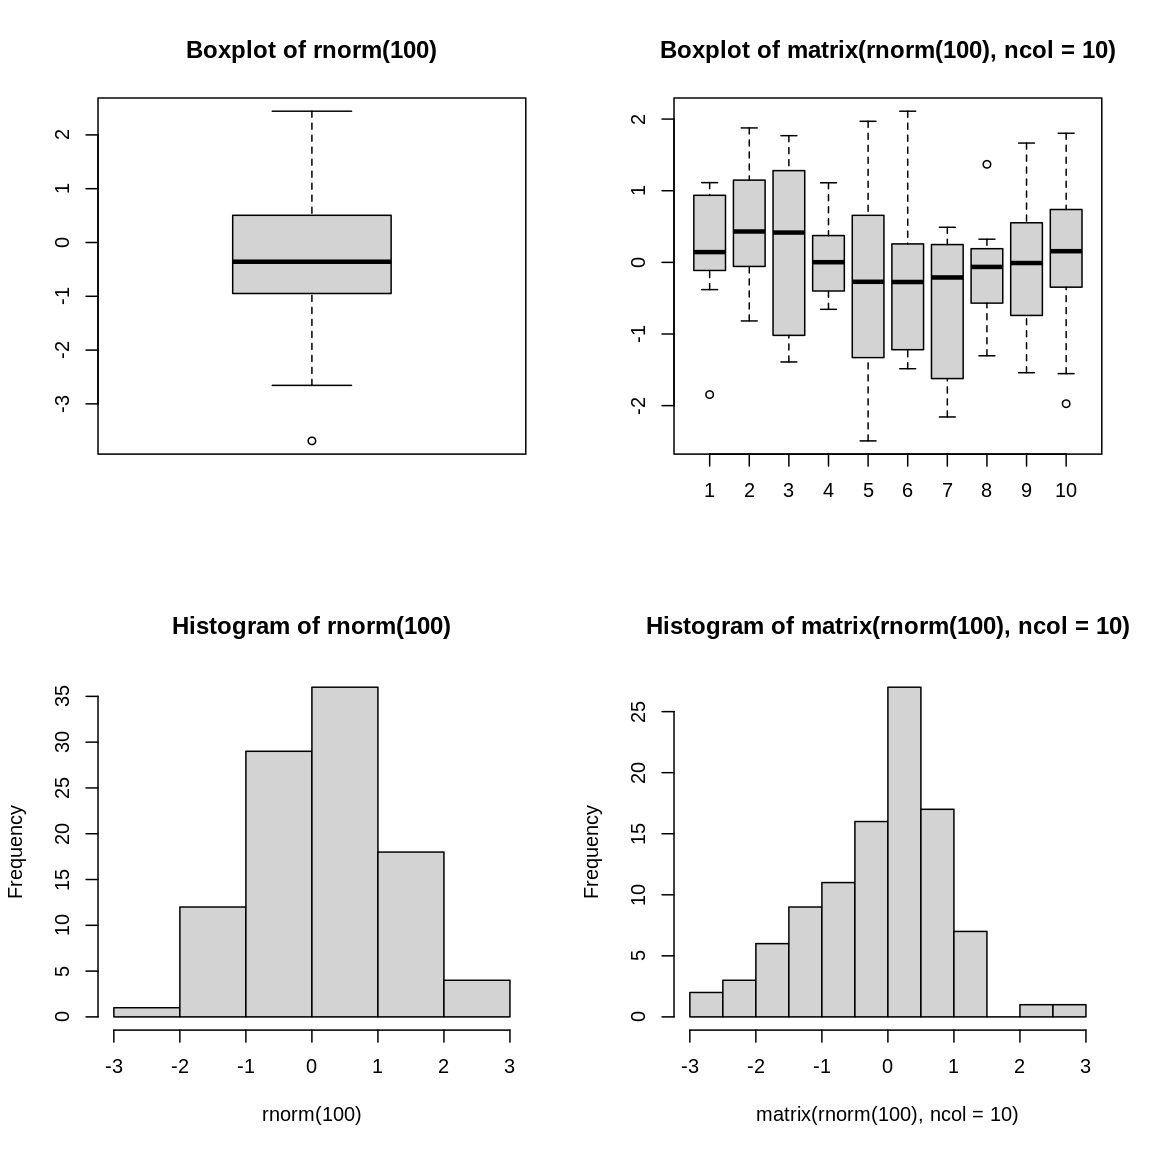 Boxplot of rnorm(100)
2
1
0
-1
-2
-3
Boxplot of matrix(rnorm(100), ncol = 10)
2
1
0
-1
-2
1 2 3 4 5 6 7 8 9 10
Histogram of rnorm(100)
Frequency
35
30
25
20
15
10
5
0
-3 -2 -1 0 1 2 3
rnorm(100)
Histogram of matrix(rnorm(100), ncol = 10)
Frequency
25
20
15
10
5
0
-3 -2 -1 0 1 2 3
matrix(rnorm(100), ncol = 10)